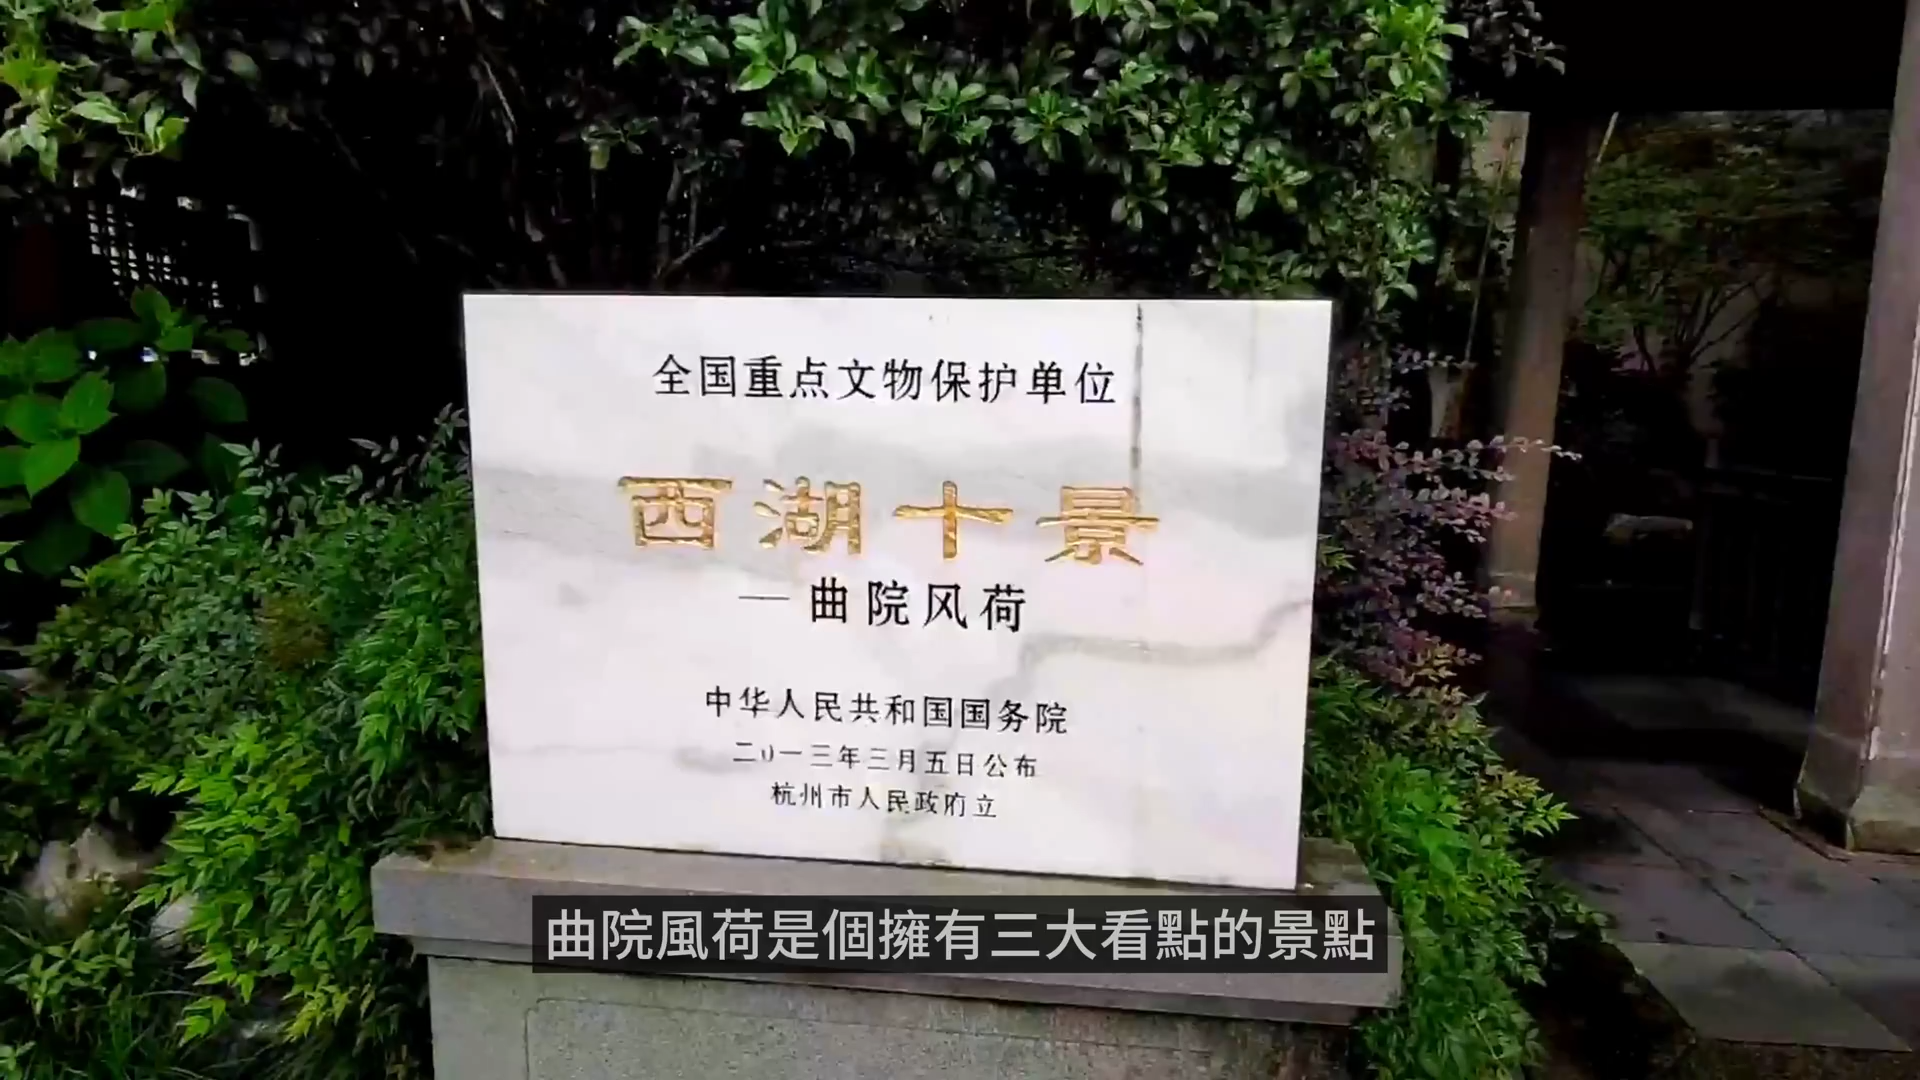 全国重点文物保护单位
西湖十景
—曲院风荷
中华人民共和国国务院
二0一三年三月五日公布
杭州市人民政府立
曲院風荷是個擁有三大看點的景點